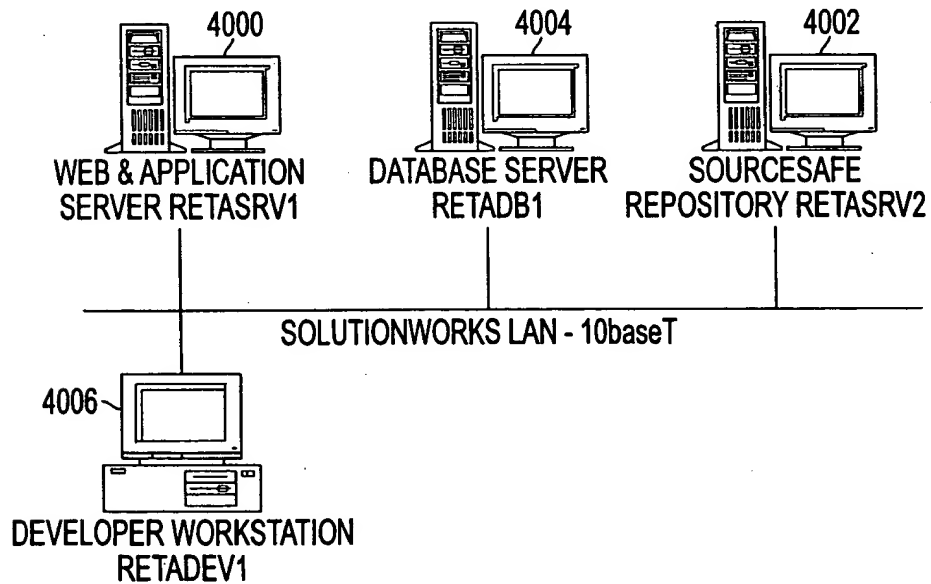 4000
4004
4002
WEB & APPLICATION
SERVER RETASRV1
DATABASE SERVER
RETADB1
SOURCESAFE
REPOSITORY RETASRV2
SOLUTIONWORKS LAN - 10baseT
4006
DEVELOPER WORKSTATION
RETADEV1